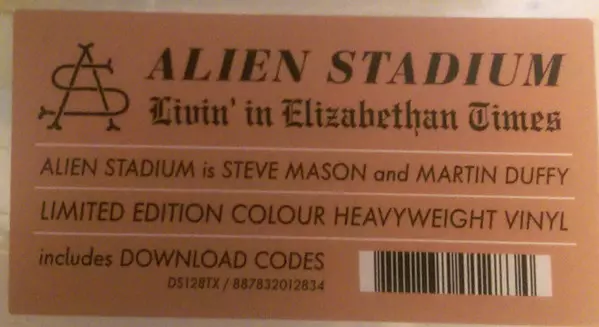 ALIEN STADIUM
Livin' in Elizabethan Times
ALIEN STADIUM is STEVE MASON and MARTIN DUFFY
LIMITED EDITION COLOUR HEAVYWEIGHT VINYL
includes DOWNLOAD CODES
DS128TX / 887832012834